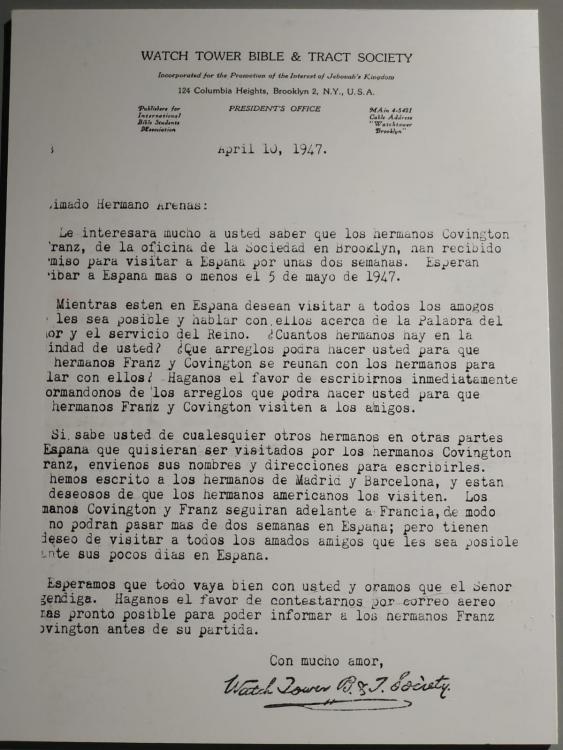 WATCH TOWER BIBLE & TRACT SOCIETY
Incorporated for the Promotion of the Interest of Jehovah's Kingdom
124 Columbia Heights, Brooklyn 2, N.Y., U.S.A.
Publishers for
International
Bible Students
Association
PRESIDENT'S OFFICE
MAin 4-5421
Cable Address
"Watchtower
Brooklyn"
April 10, 1947.
imado Hermano Arenas:
Le interesara mucho a usted saber que los hermanos Covington
ranz, de la oficina de la Sociedad en Brooklyn, han recibido
miso para visitar a España por unas dos semanas. Esperan
ibar a España mas o menos el 5 de mayo de 1947.
Mientras esten en Espana desean visitar a todos los amogos
les sea posible y hablar con ellos acerca de la Palabra del
or y el servicio del Reino. ¿Cuantos hermanos hay en la
indad de usted? ¿Que arreglos podra hacer usted para que
hermanos Franz y Covington se reunan con los hermanos para
lar con ellos? Haganos el favor de escribirnos inmediatamente
ormandonos de los arreglos que podra hacer usted para que
hermanos Franz y Covington visiten a los amigos.
Si sabe usted de cualesquier otros hermanos en otras partes
Espana que quisieran ser visitados por los hermanos Covington
ranz, envienos sus nombres y direcciones para escribirles.
hemos escrito a los hermanos de Madrid y Barcelona, y estan
deseosos de que los hermanos americanos los visiten. Los
manos Covington y Franz seguiran adelante a Francia, de modo
no podran pasar mas de dos semanas en Espana; pero tienen
deseo de visitar a todos los amados amigos que les sea posible
nte sus pocos dias en Espana.
Esperamos que todo vaya bien con usted y oramos que el Senor
gendiga. Haganos el favor de contestarnos por correo aereo
mas pronto posible para poder informar a los hermanos Franz
ovington antes de su partida.
Con mucho amor,
Watch Tower B. & T. Society.